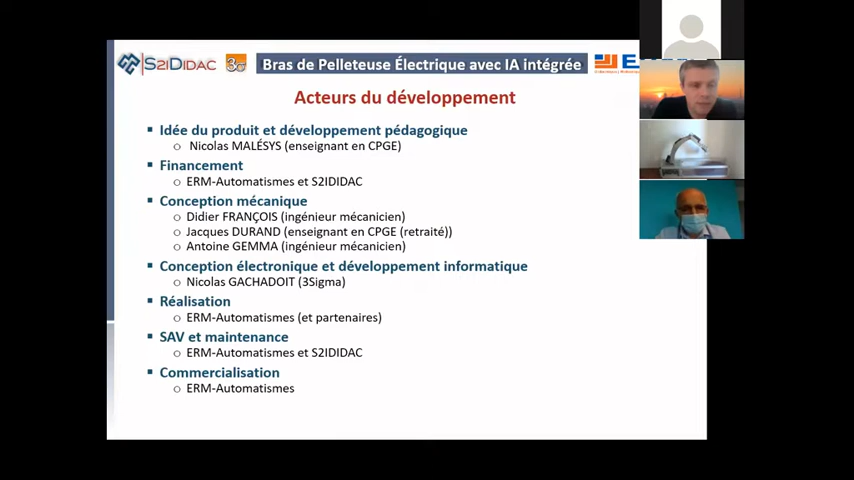 S2IDIDAC
3σ
Bras de Pelleteuse Électrique avec IA intégrée
Acteurs du développement
▪ Idée du produit et développement pédagogique
○ Nicolas MALÉSYS (enseignant en CPGE)
▪ Financement
○ ERM-Automatismes et S2IDIDAC
▪ Conception mécanique
○ Didier FRANÇOIS (ingénieur mécanicien)
○ Jacques DURAND (enseignant en CPGE (retraité))
○ Antoine GEMMA (ingénieur mécanicien)
▪ Conception électronique et développement informatique
○ Nicolas GACHADOIT (3Sigma)
▪ Réalisation
○ ERM-Automatismes (et partenaires)
▪ SAV et maintenance
○ ERM-Automatismes et S2IDIDAC
▪ Commercialisation
○ ERM-Automatismes